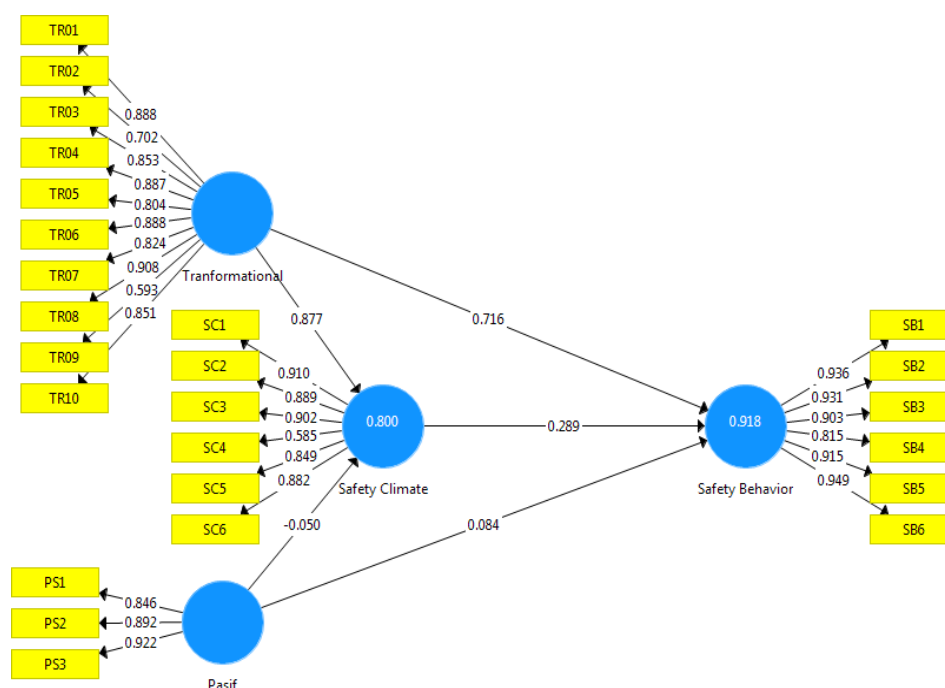 TR01
TR02
TR03
TR04
TR05
TR06
TR07
TR08
TR09
TR10
0.888
0.702
0.853
0.887
0.804
0.888
0.824
0.908
0.593
0.851
Tranformational
0.877
0.716
SC1
SC2
SC3
SC4
SC5
SC6
0.910
0.889
0.902
0.585
0.849
0.882
0.800
Safety Climate
0.289
0.918
Safety Behavior
0.936
0.931
0.903
0.815
0.915
0.949
SB1
SB2
SB3
SB4
SB5
SB6
-0.050
0.084
PS1
PS2
PS3
0.846
0.892
0.922
Pasif